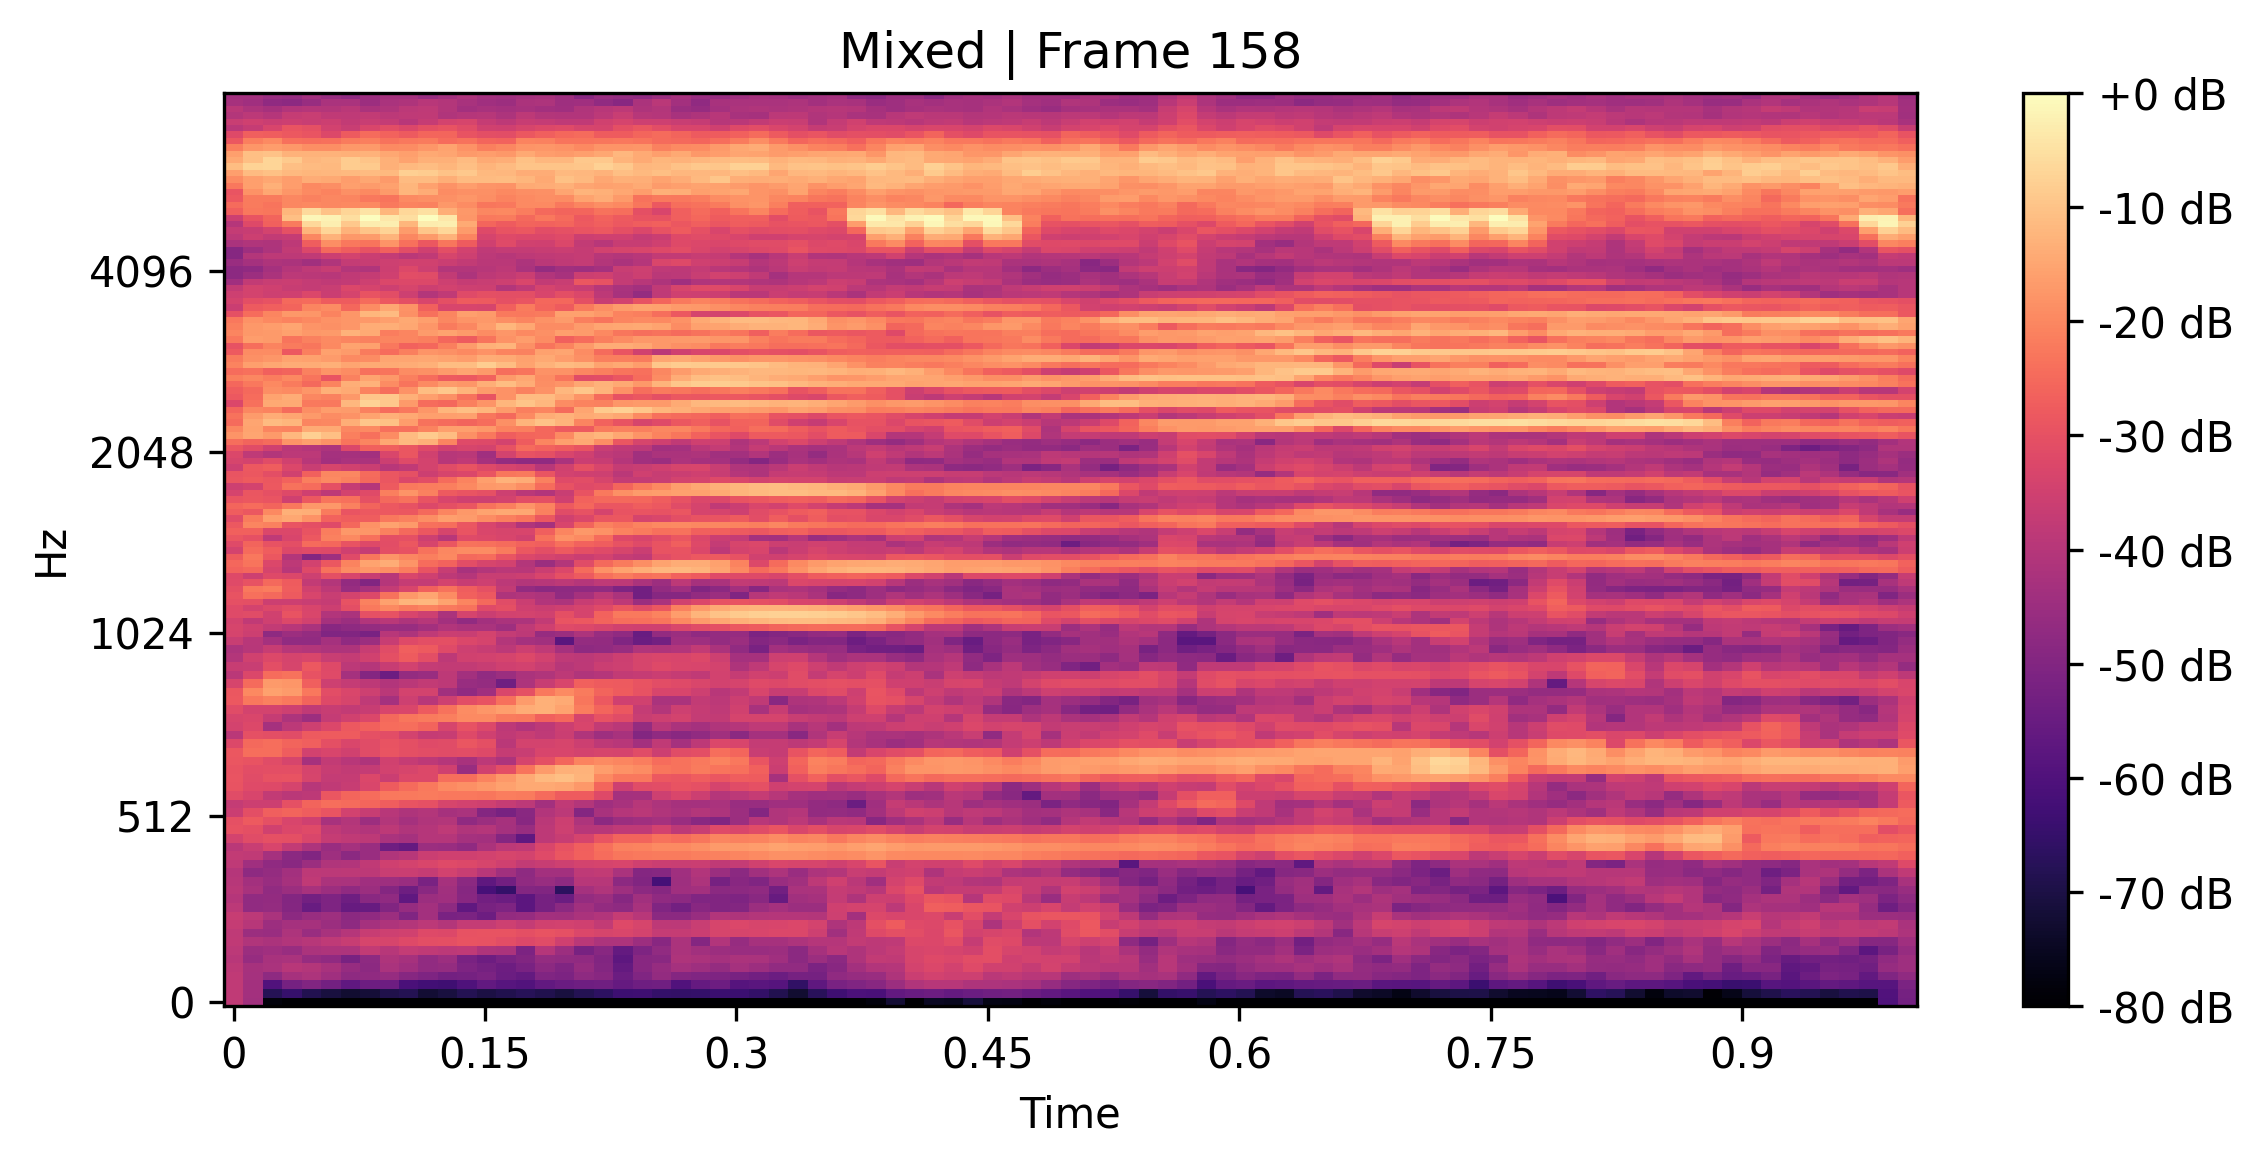 Mixed | Frame 158
Hz
4096
2048
1024
512
0
0 0.15 0.3 0.45 0.6 0.75 0.9
Time
+0 dB
-10 dB
-20 dB
-30 dB
-40 dB
-50 dB
-60 dB
-70 dB
-80 dB